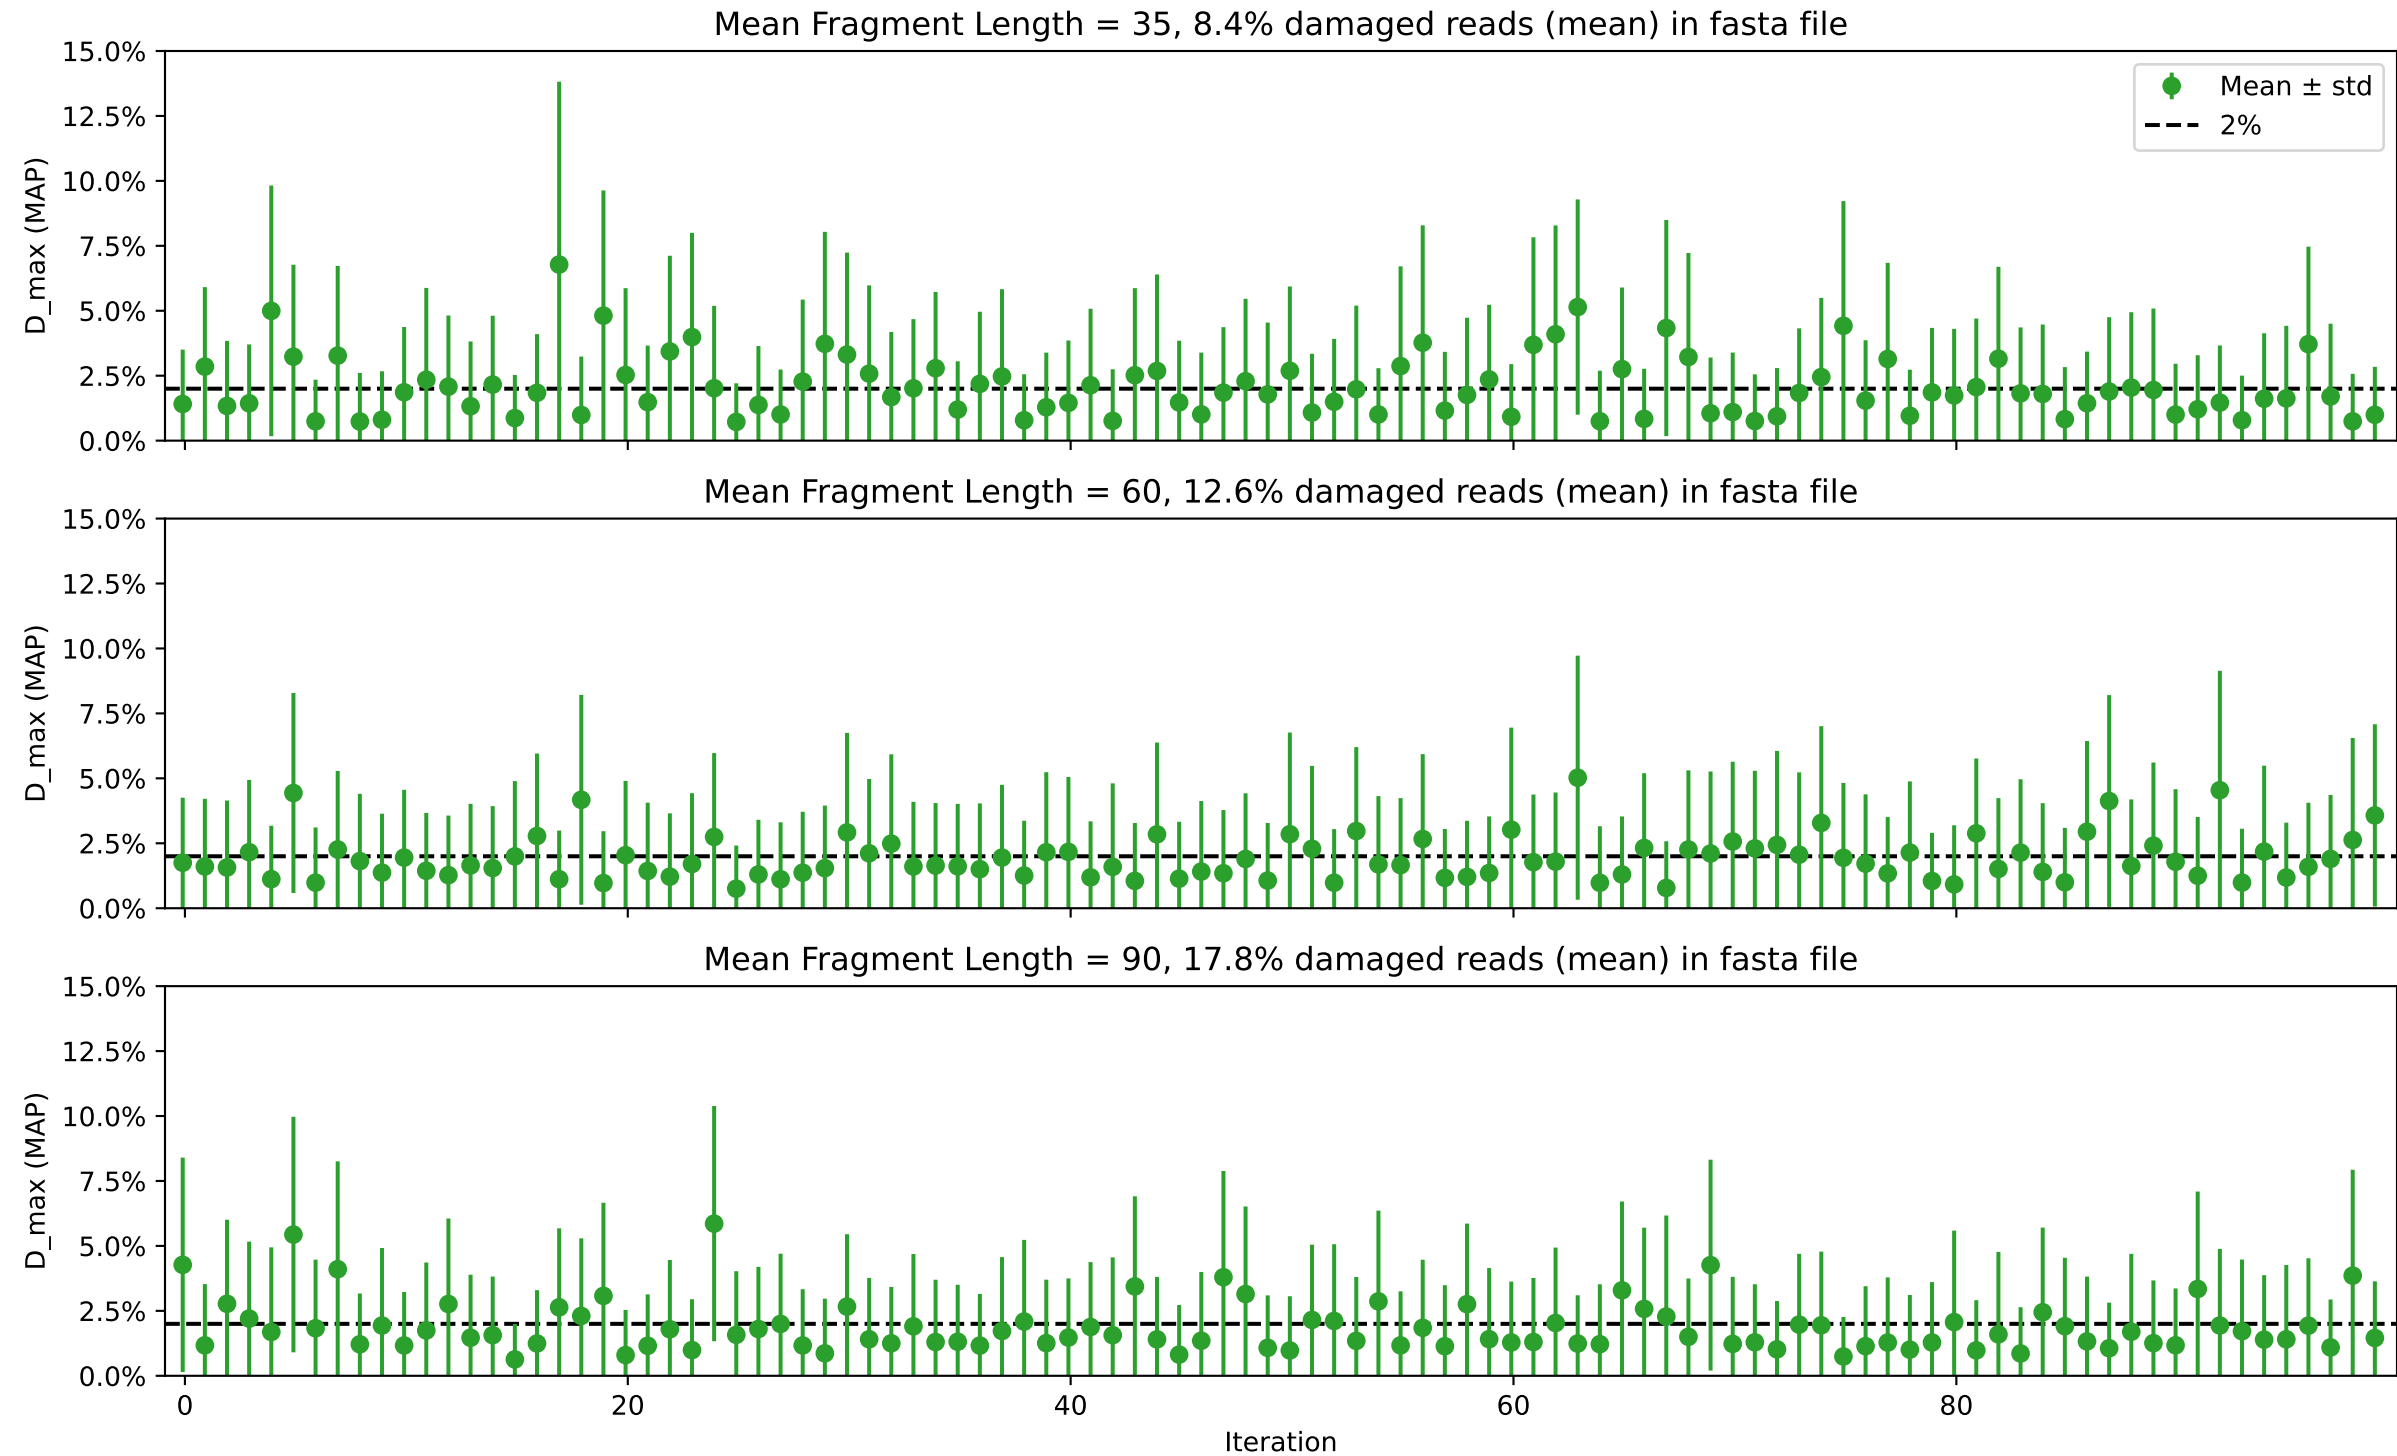 Mean Fragment Length = 35, 8.4% damaged reads (mean) in fasta file
15.0%
12.5%
10.0%
7.5%
5.0%
2.5%
0.0%
D_max (MAP)
Mean ± std
2%
Mean Fragment Length = 60, 12.6% damaged reads (mean) in fasta file
15.0%
12.5%
10.0%
7.5%
5.0%
2.5%
0.0%
D_max (MAP)
Mean Fragment Length = 90, 17.8% damaged reads (mean) in fasta file
15.0%
12.5%
10.0%
7.5%
5.0%
2.5%
0.0%
D_max (MAP)
0 20 40 60 80
Iteration